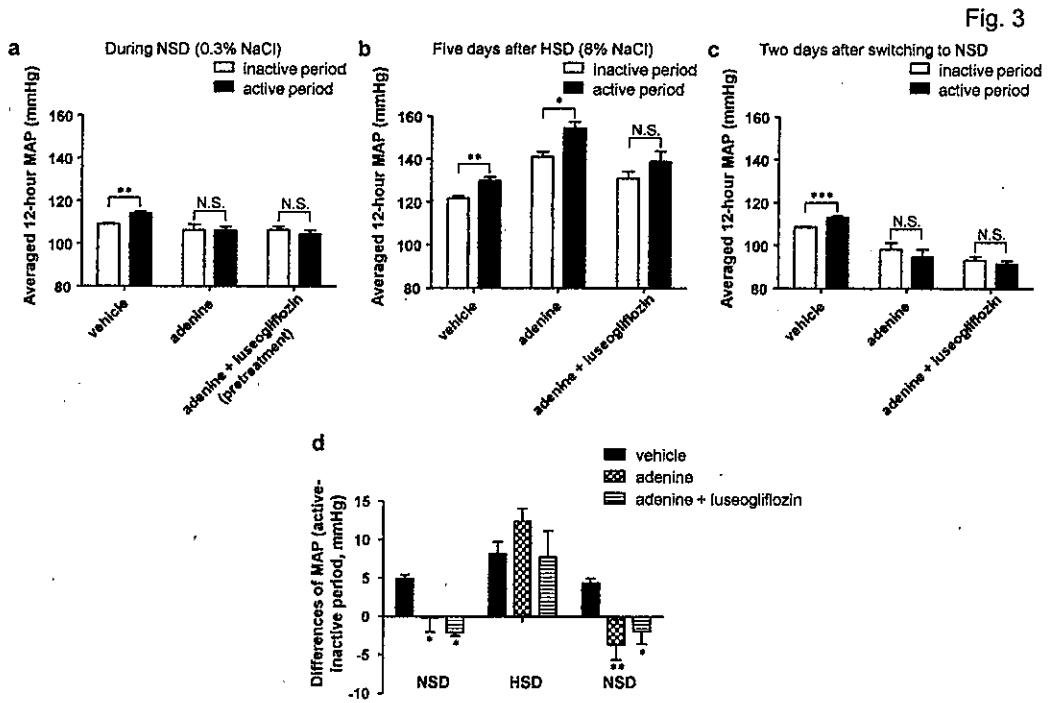 Fig. 3
a
During NSD (0.3% NaCl)
inactive period
active period
Averaged 12-hour MAP (mmHg)
160
140
120
100
80
**
N.S.
N.S.
vehicle
adenine
adenine + luseogliflozin
(pretreatment)
b
Five days after HSD (8% NaCl)
inactive period
active period
Averaged 12-hour MAP (mmHg)
160
140
120
100
80
**
*
N.S.
vehicle
adenine
adenine + luseogliflozin
c
Two days after switching to NSD
inactive period
active period
Averaged 12-hour MAP (mmHg)
160
140
120
100
80
***
N.S.
N.S.
vehicle
adenine
adenine + luseogliflozin
d
vehicle
adenine
adenine + luseogliflozin
Differences of MAP (active-
inactive period, mmHg)
15
10
5
0
-5
-10
*
*
**
*
NSD
HSD
NSD